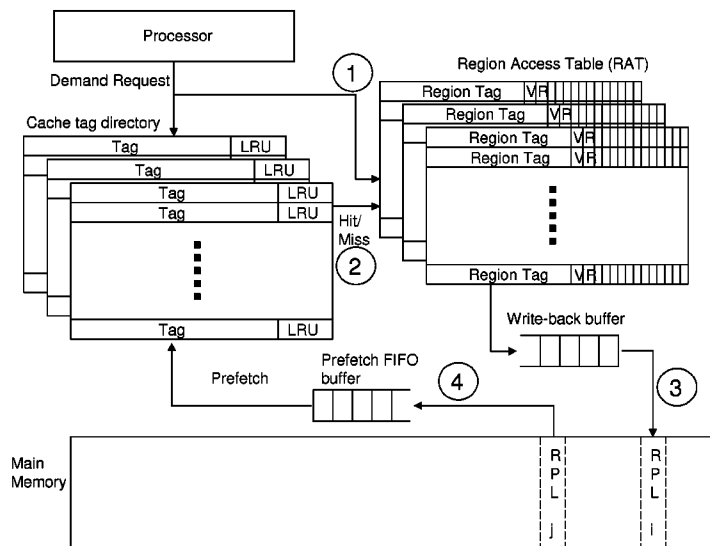 Processor
Demand Request
1
Region Access Table (RAT)
Region Tag V R
Region Tag V R
Region Tag V R
Region Tag V R
Region Tag V R
Cache tag directory
Tag LRU
Tag LRU
Tag LRU
Tag LRU
Tag LRU
Hit/
Miss
2
Write-back buffer
3
Prefetch
Prefetch FIFO
buffer
4
Main
Memory
R
P
L
j
R
P
L
i